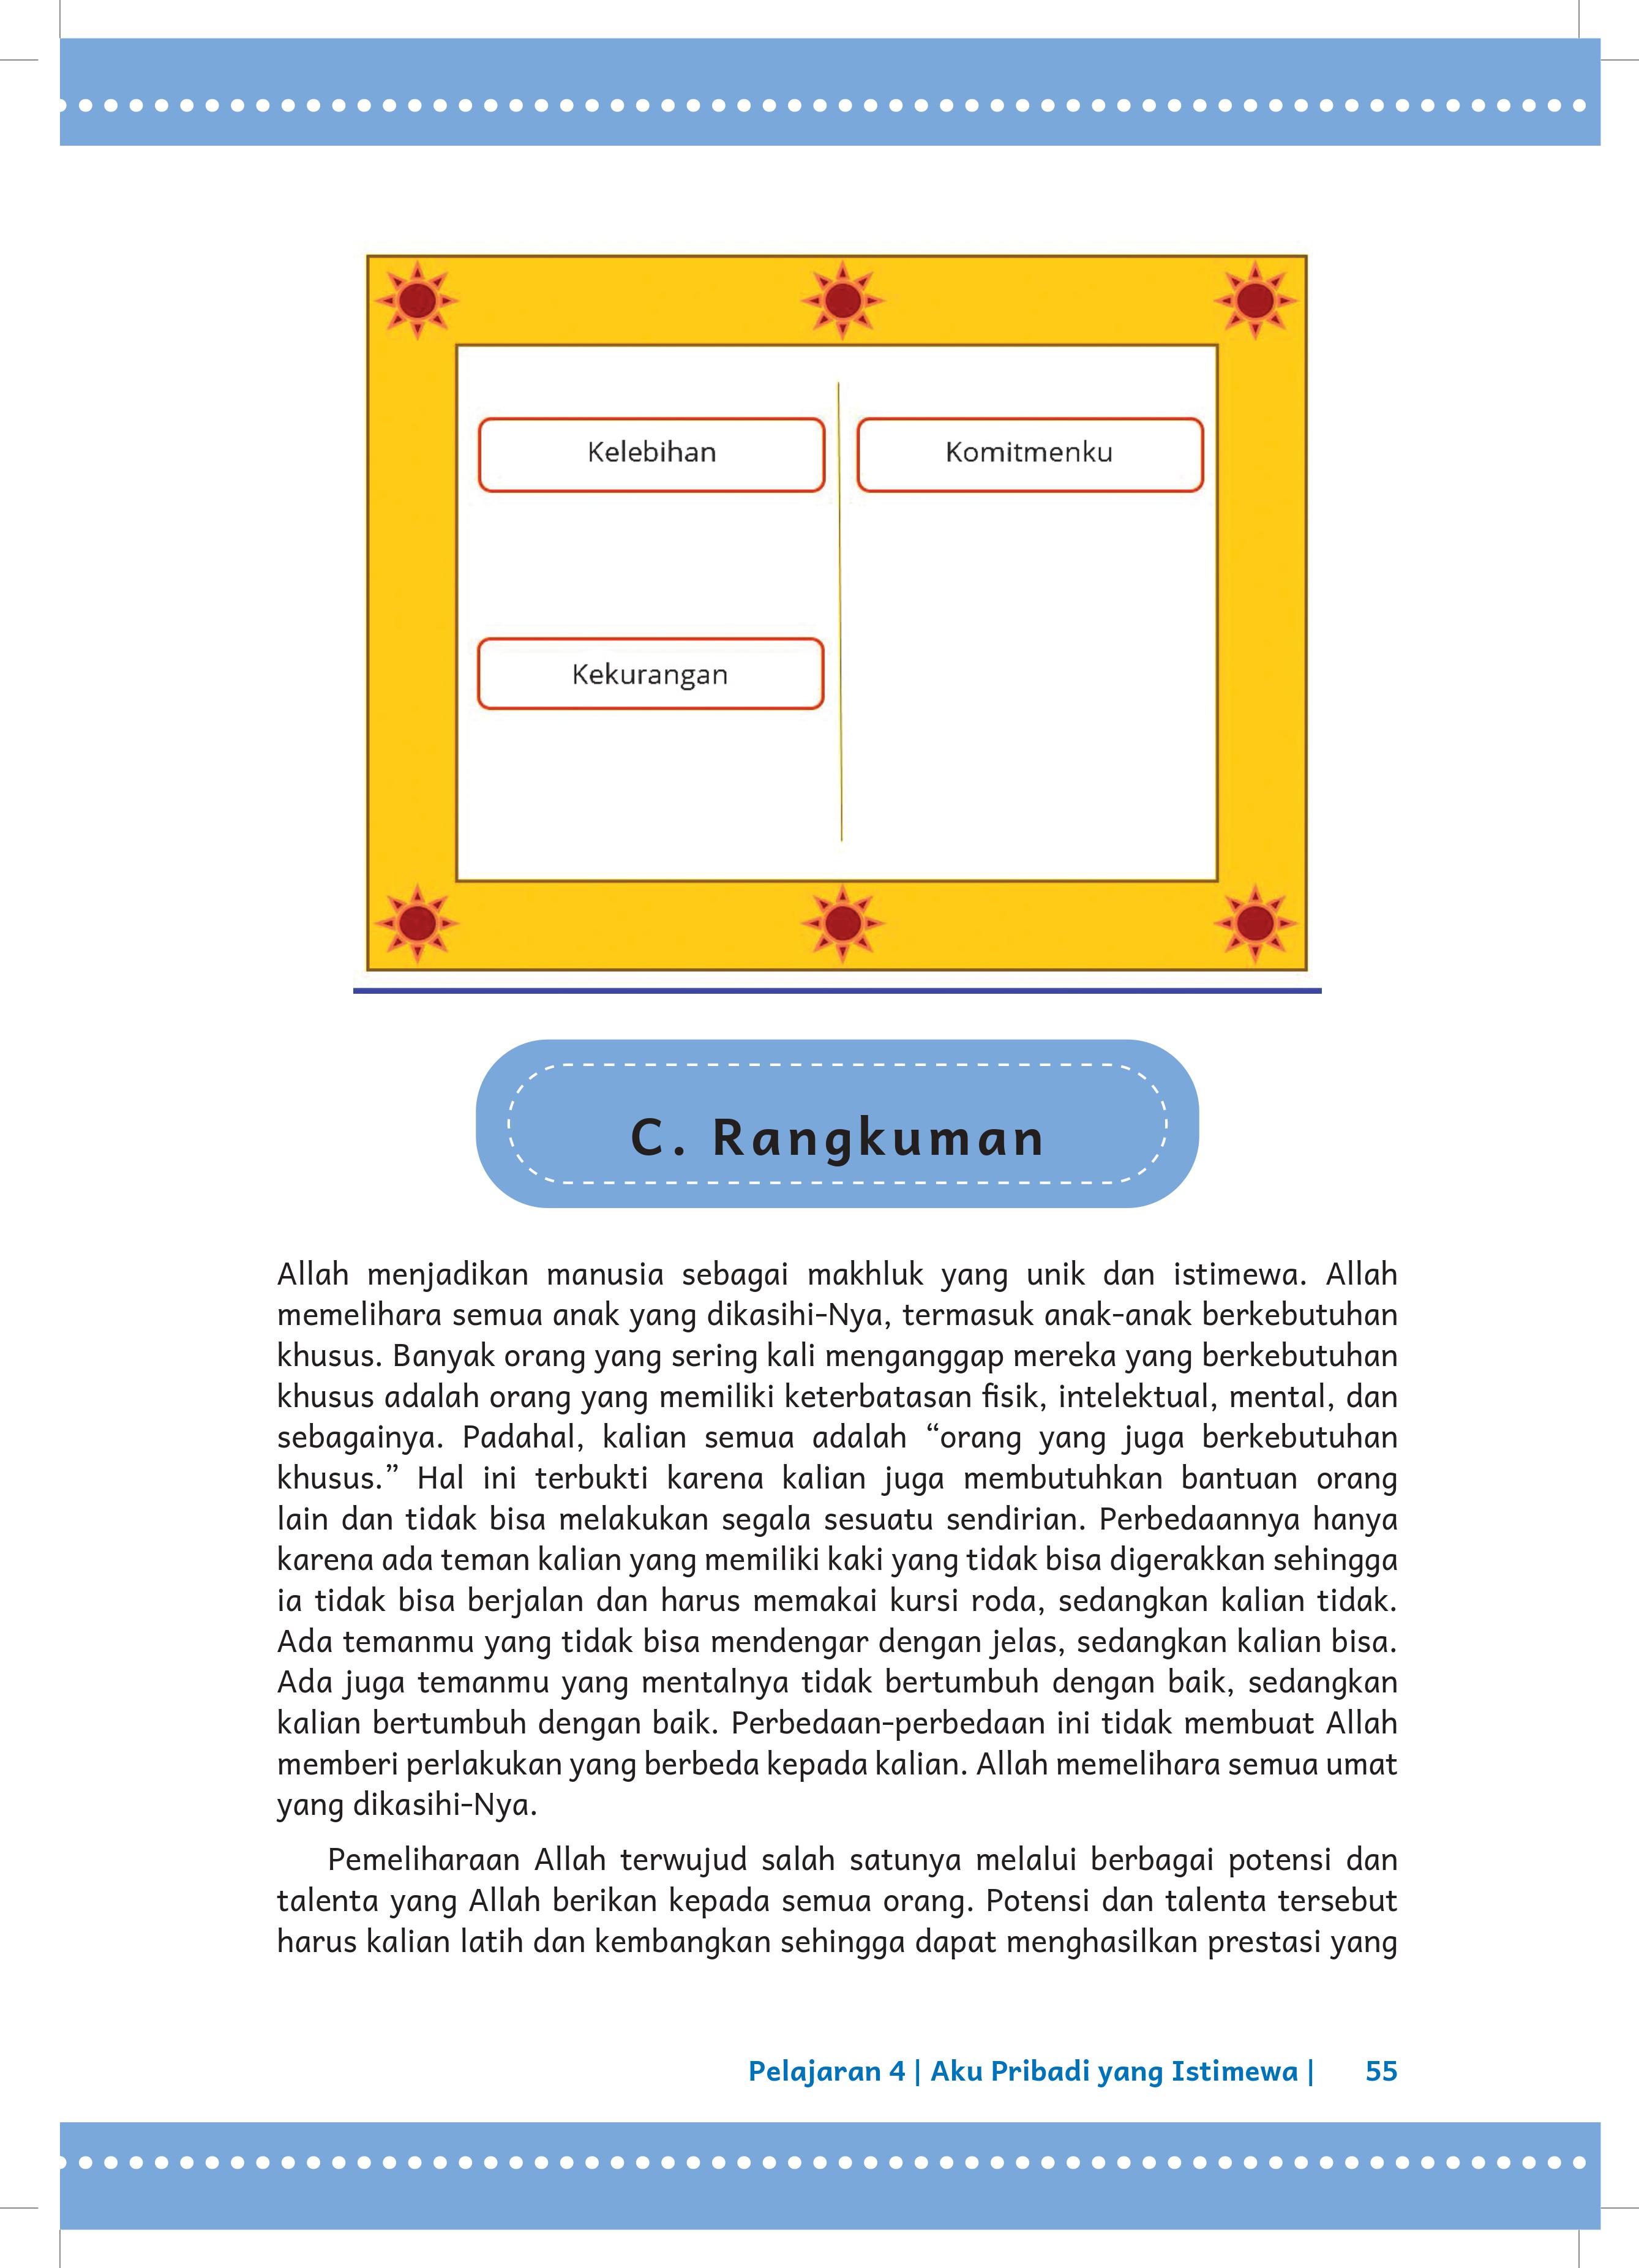 Kelebihan
Komitmenku
Kekurangan
C. Rangkuman
Allah menjadikan manusia sebagai makhluk yang unik dan istimewa. Allah
memelihara semua anak yang dikasihi-Nya, termasuk anak-anak berkebutuhan
khusus. Banyak orang yang sering kali menganggap mereka yang berkebutuhan
khusus adalah orang yang memiliki keterbatasan fisik, intelektual, mental, dan
sebagainya. Padahal, kalian semua adalah “orang yang juga berkebutuhan
khusus.” Hal ini terbukti karena kalian juga membutuhkan bantuan orang
lain dan tidak bisa melakukan segala sesuatu sendirian. Perbedaannya hanya
karena ada teman kalian yang memiliki kaki yang tidak bisa digerakkan sehingga
ia tidak bisa berjalan dan harus memakai kursi roda, sedangkan kalian tidak.
Ada temanmu yang tidak bisa mendengar dengan jelas, sedangkan kalian bisa.
Ada juga temanmu yang mentalnya tidak bertumbuh dengan baik, sedangkan
kalian bertumbuh dengan baik. Perbedaan-perbedaan ini tidak membuat Allah
memberi perlakukan yang berbeda kepada kalian. Allah memelihara semua umat
yang dikasihi-Nya.
Pemeliharaan Allah terwujud salah satunya melalui berbagai potensi dan
talenta yang Allah berikan kepada semua orang. Potensi dan talenta tersebut
harus kalian latih dan kembangkan sehingga dapat menghasilkan prestasi yang
Pelajaran 4 | Aku Pribadi yang Istimewa | 55